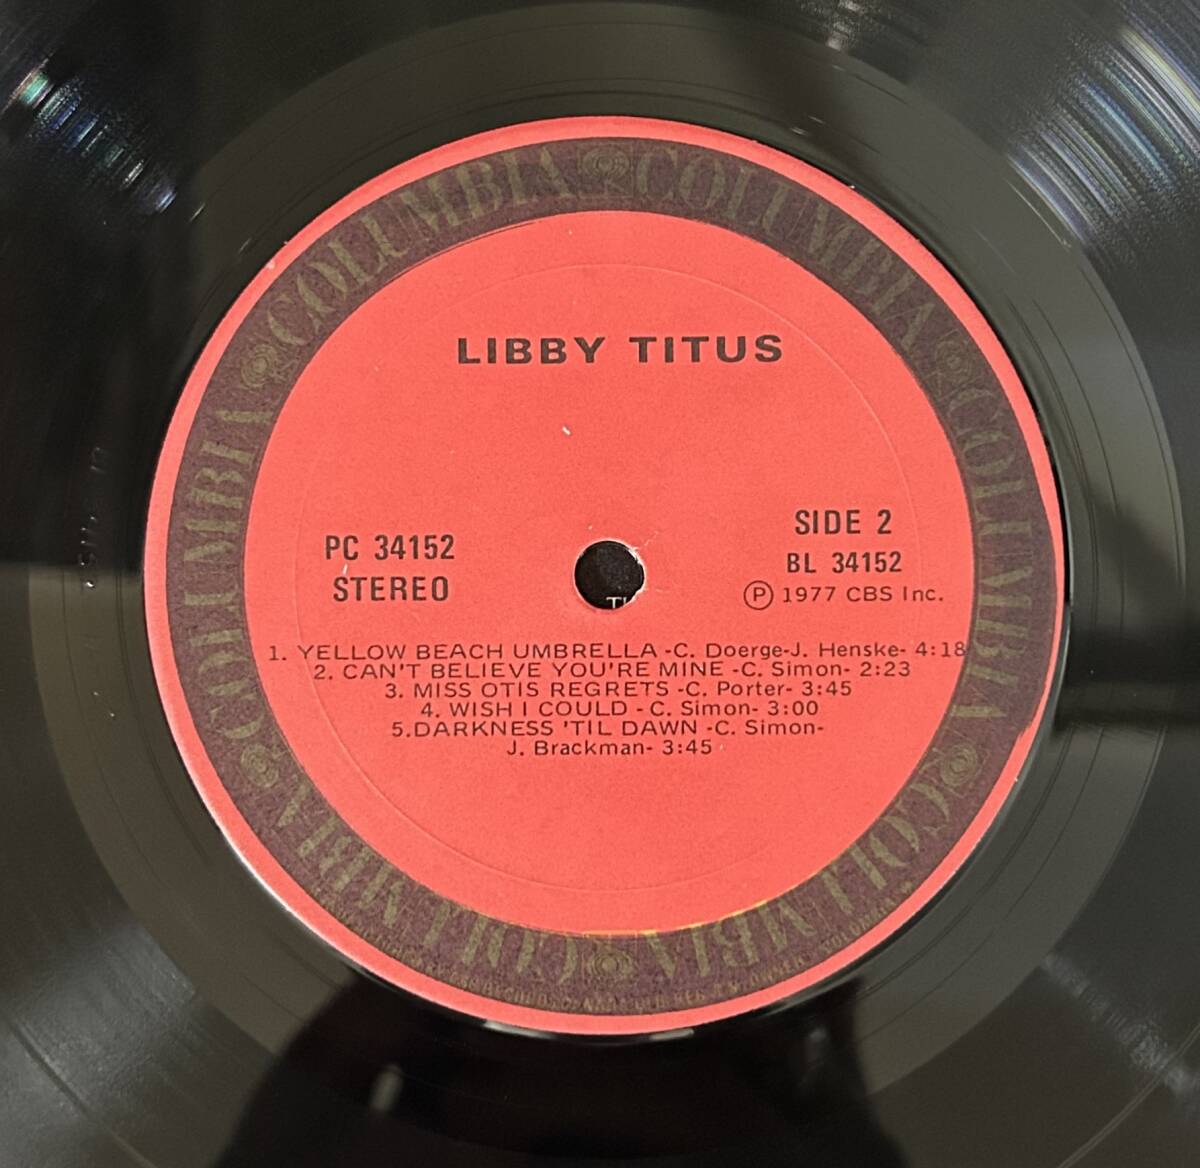 COLUMBIA COLUMBIA COLUMBIA COLUMBIA COLUMBIA COLUMBIA
LIBBY TITUS
SIDE 2
PC 34152
BL 34152
STEREO
Ⓟ 1977 CBS Inc.
1. YELLOW BEACH UMBRELLA -C. Doerge-J. Henske- 4:18
2. CAN'T BELIEVE YOU'RE MINE -C. Simon- 2:23
3. MISS OTIS REGRETS -C. Porter- 3:45
4. WISH I COULD -C. Simon- 3:00
5.DARKNESS 'TIL DAWN -C. Simon-
J. Brackman- 3:45